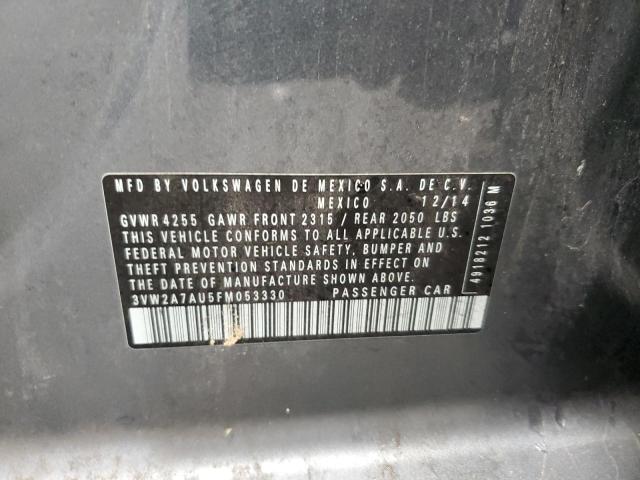 MFD BY VOLKSWAGEN DE MEXICO S.A. DE C.V.
MEXICO 12/14
GVWR 4255 GAWR FRONT 2315 / REAR 2050 LBS
THIS VEHICLE CONFORMS TO ALL APPLICABLE U.S.
FEDERAL MOTOR VEHICLE SAFETY, BUMPER AND
THEFT PREVENTION STANDARDS IN EFFECT ON
THE DATE OF MANUFACTURE SHOWN ABOVE.
3VW2A7AU5FM053330 PASSENGER CAR
4918212 1036 M